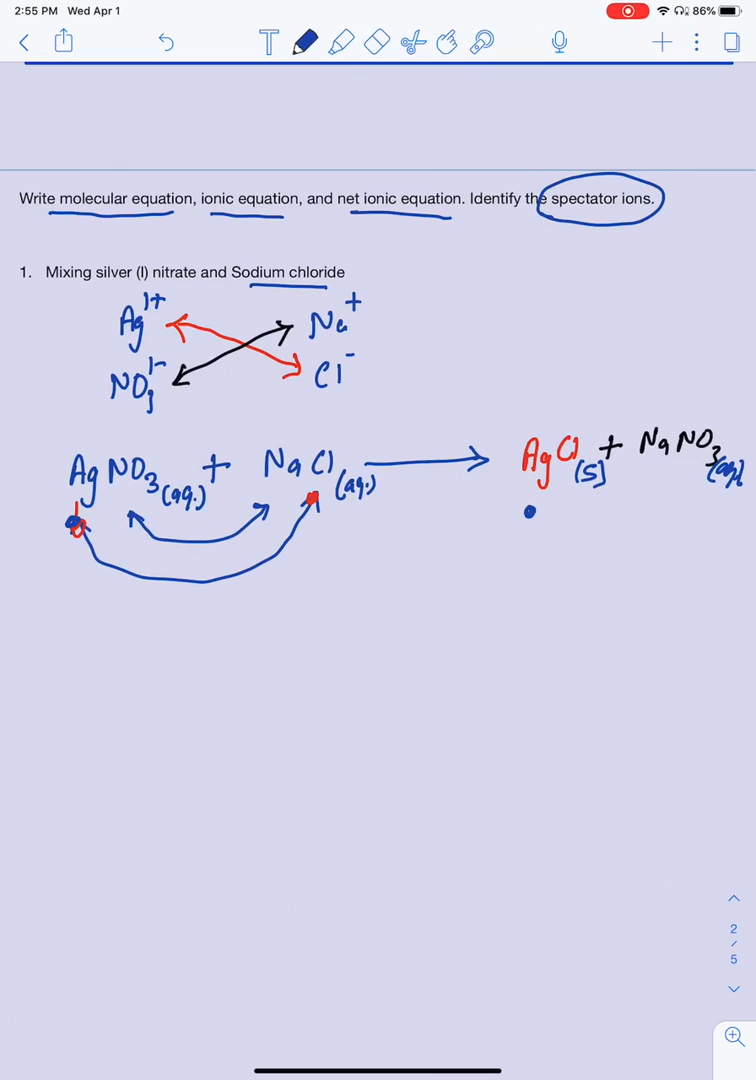 2:55 PM Wed Apr 1 86%
T
Write molecular equation, ionic equation, and net ionic equation. Identify the spectator ions.
1. Mixing silver (I) nitrate and Sodium chloride
Ag¹⁺ Na⁺
NO₃¹⁻ Cl⁻
AgNO₃(aq.) + NaCl(aq.) → AgCl(s) + NaNO₃(aq)
2
/
5